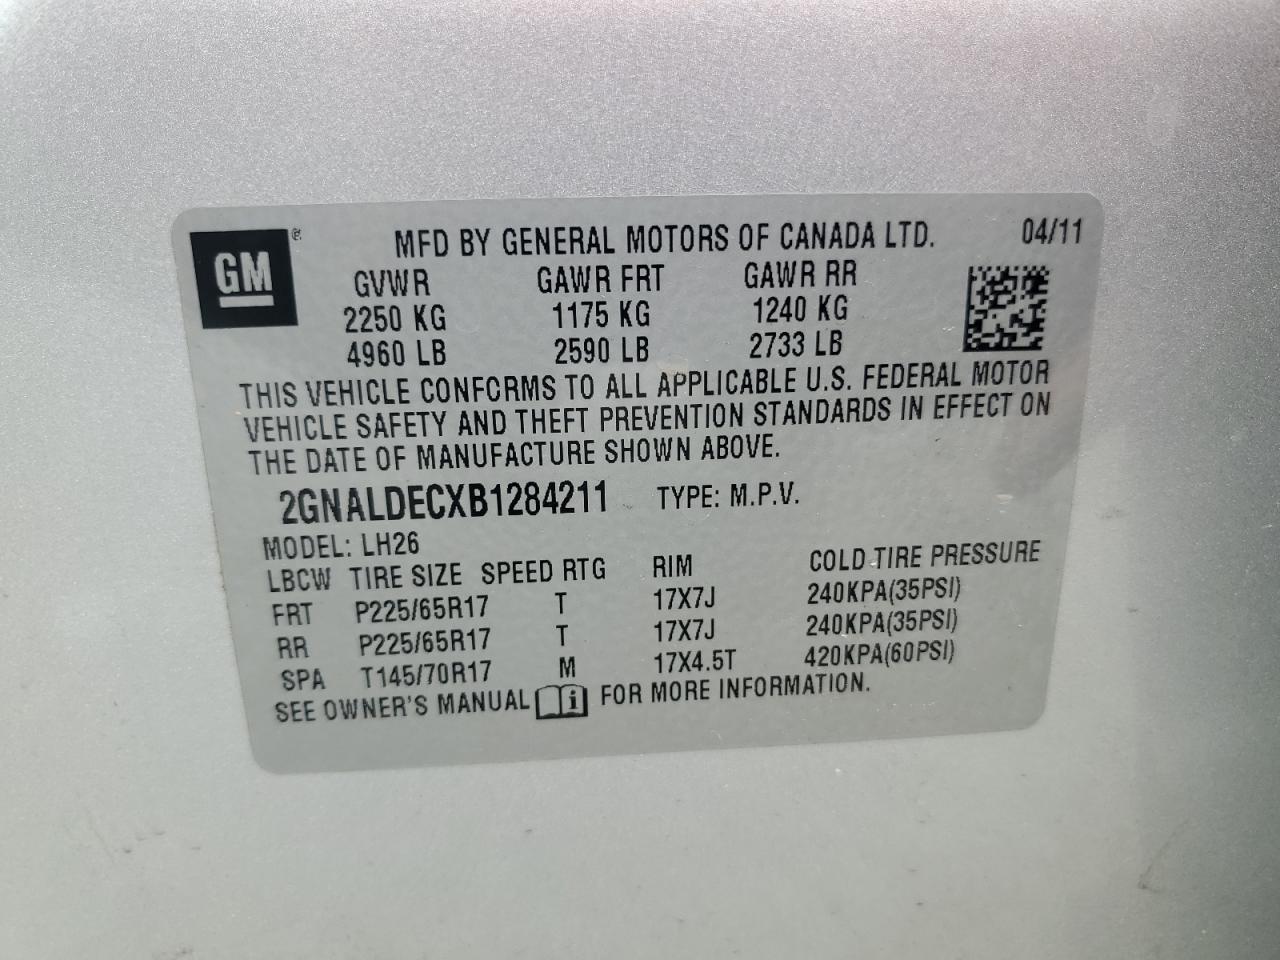 GM ®
MFD BY GENERAL MOTORS OF CANADA LTD. 04/11
GVWR GAWR FRT GAWR RR
2250 KG 1175 KG 1240 KG
4960 LB 2590 LB 2733 LB
THIS VEHICLE CONFORMS TO ALL APPLICABLE U.S. FEDERAL MOTOR
VEHICLE SAFETY AND THEFT PREVENTION STANDARDS IN EFFECT ON
THE DATE OF MANUFACTURE SHOWN ABOVE.
2GNALDECXB1284211 TYPE: M.P.V.
MODEL: LH26
LBCW TIRE SIZE SPEED RTG RIM COLD TIRE PRESSURE
FRT P225/65R17 T 17X7J 240KPA(35PSI)
RR P225/65R17 T 17X7J 240KPA(35PSI)
SPA T145/70R17 M 17X4.5T 420KPA(60PSI)
SEE OWNER'S MANUAL i FOR MORE INFORMATION.